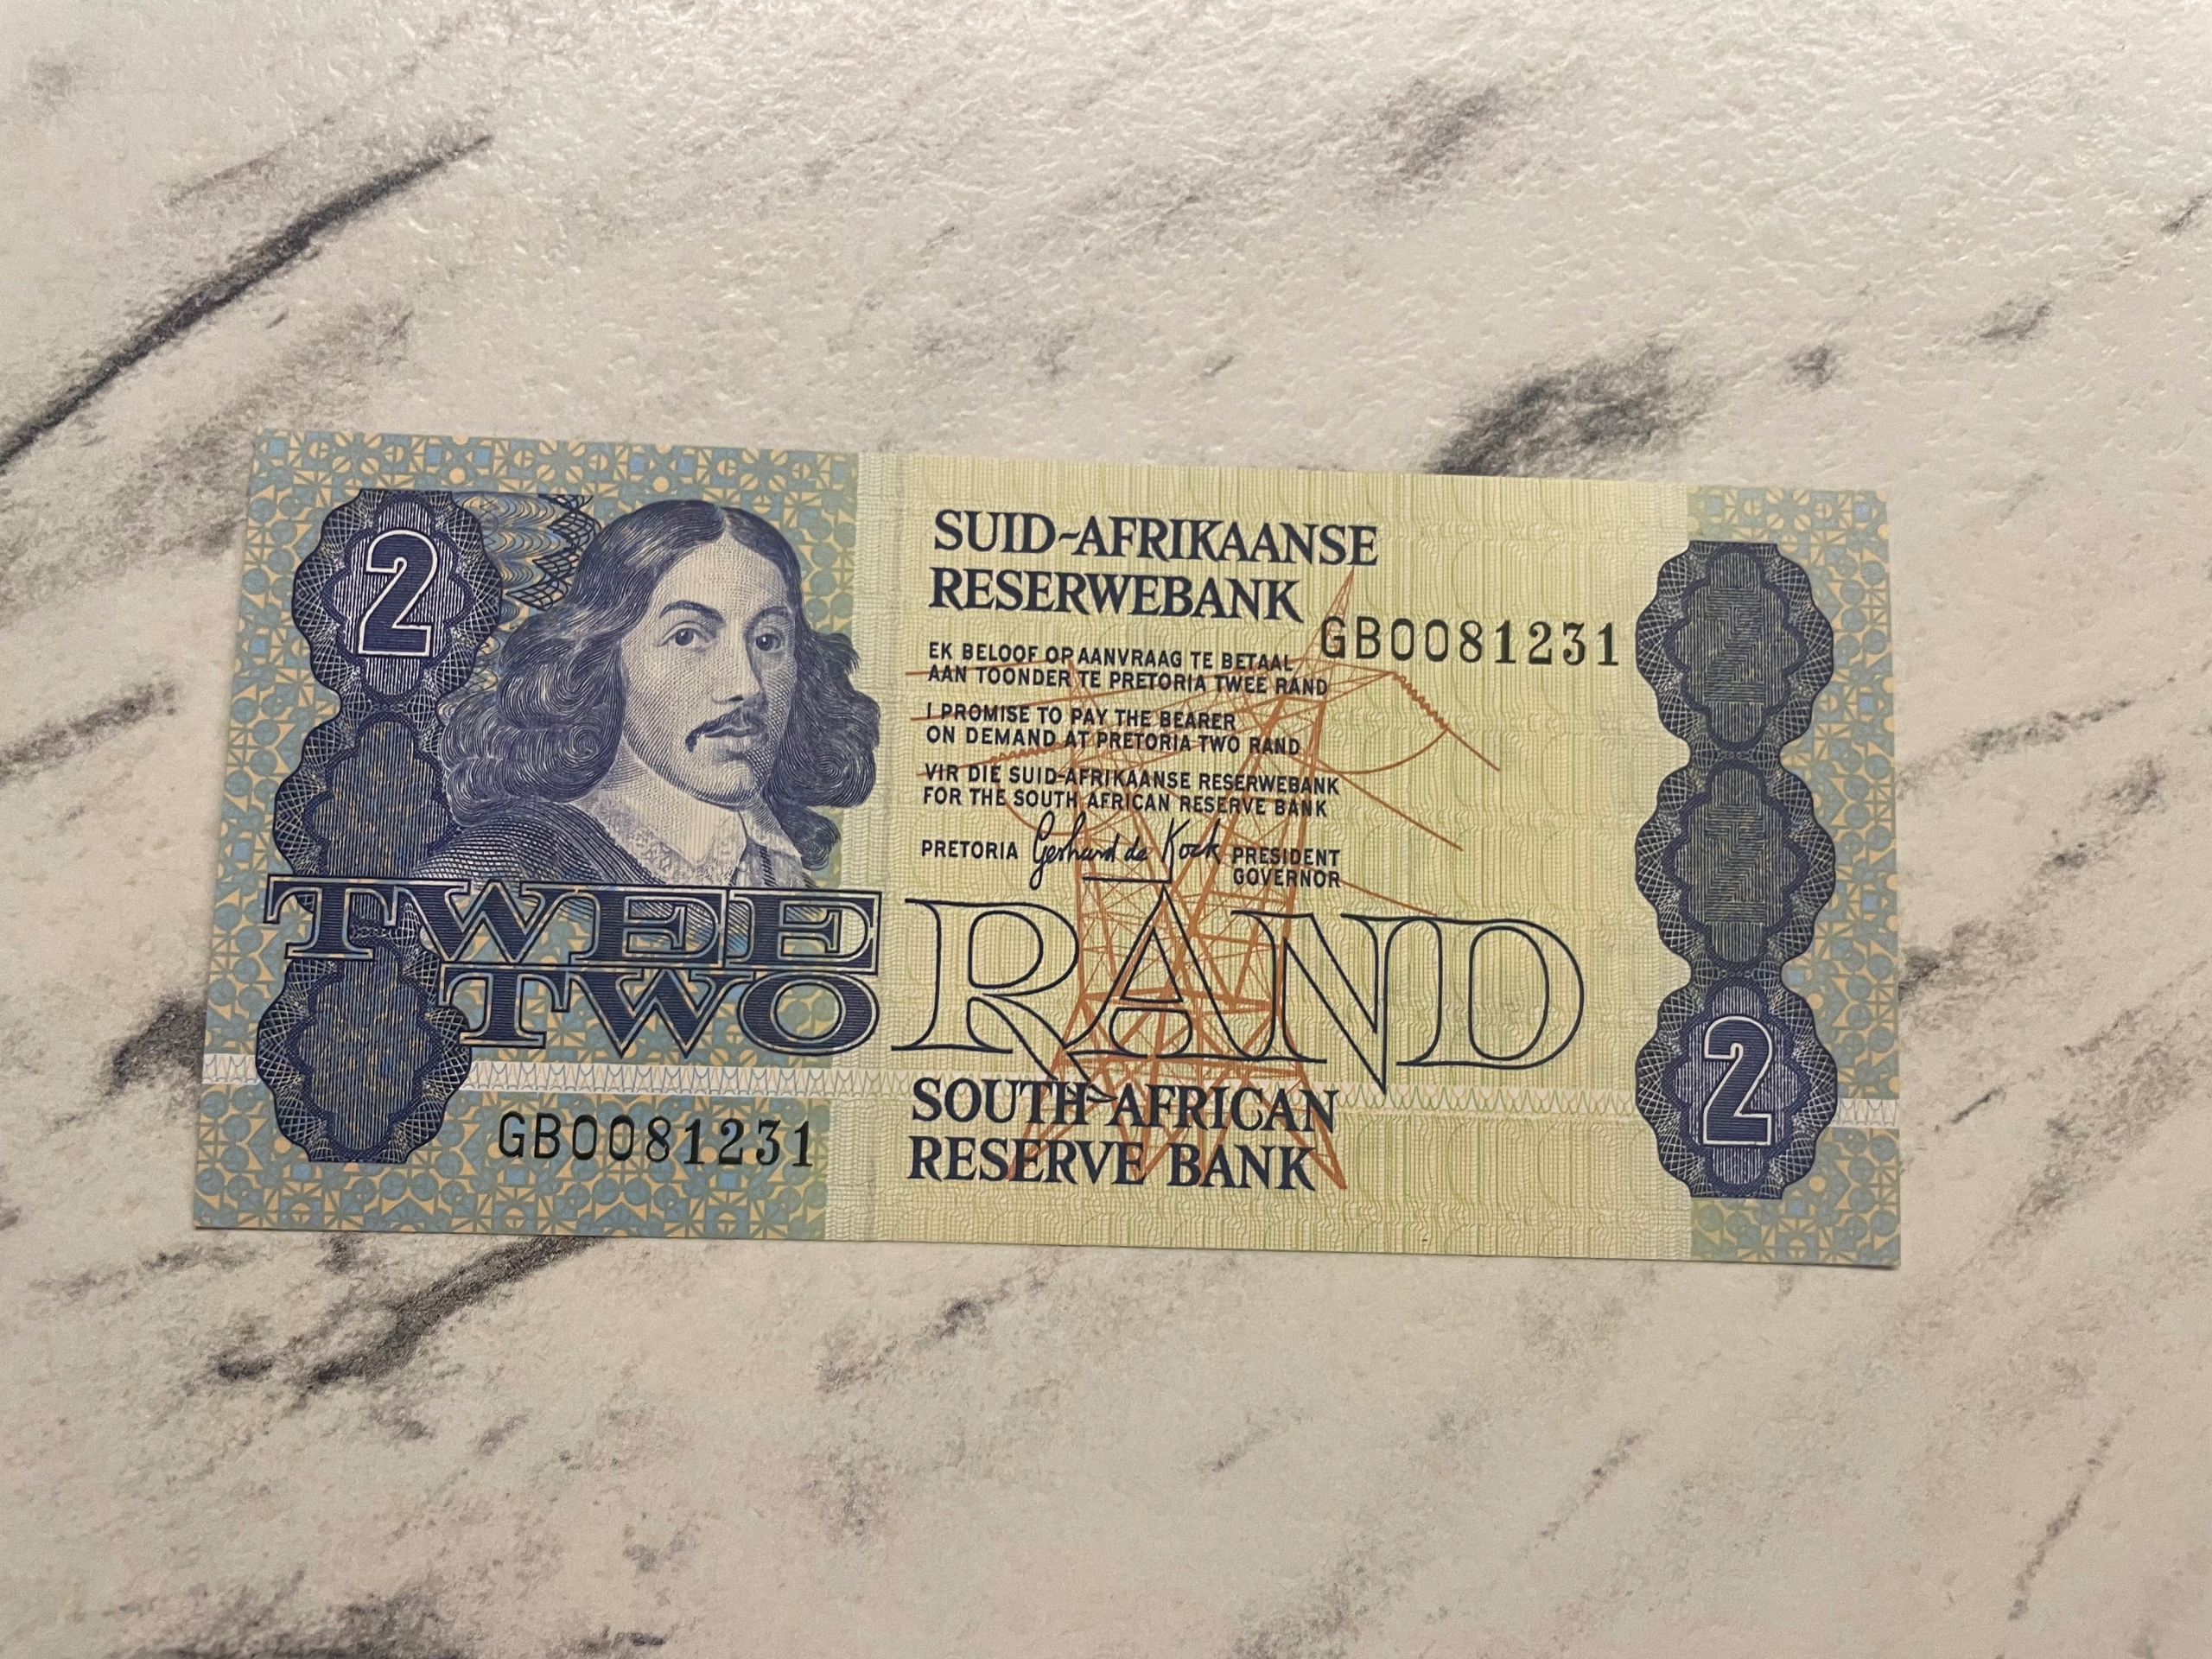 2
SUID-AFRIKAANSE
RESERWEBANK
GB0081231
EK BELOOF OP AANVRAAG TE BETAAL
AAN TOONDER TE PRETORIA TWEE RAND
I PROMISE TO PAY THE BEARER
ON DEMAND AT PRETORIA TWO RAND
VIR DIE SUID-AFRIKAANSE RESERWEBANK
FOR THE SOUTH AFRICAN RESERVE BANK
PRETORIA Gerhard de Kock PRESIDENT
GOVERNOR
TWEE
TWO
RAND
2
SOUTH-AFRICAN
RESERVE BANK
GB0081231